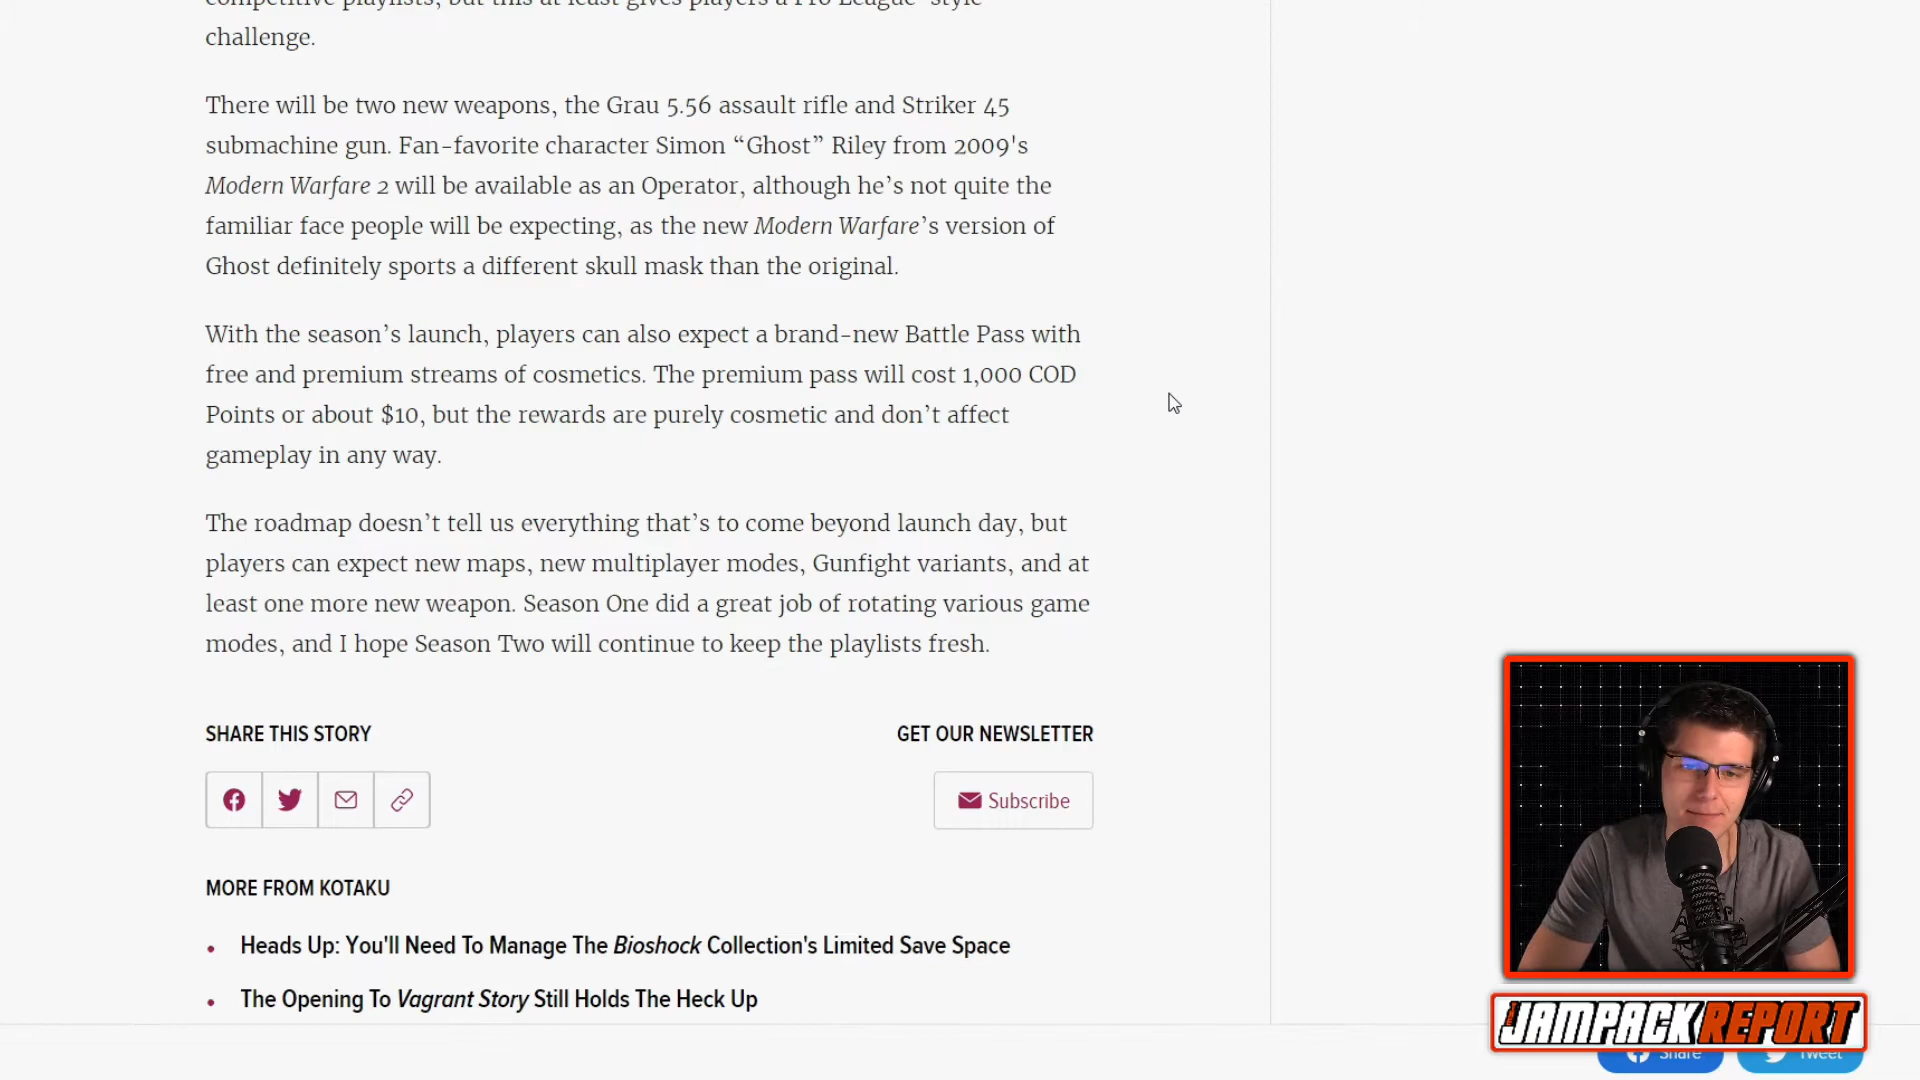 competitive playlists, but this at least gives players a Pro League-style
challenge.
There will be two new weapons, the Grau 5.56 assault rifle and Striker 45
submachine gun. Fan-favorite character Simon “Ghost” Riley from 2009's
Modern Warfare 2 will be available as an Operator, although he’s not quite the
familiar face people will be expecting, as the new Modern Warfare’s version of
Ghost definitely sports a different skull mask than the original.
With the season’s launch, players can also expect a brand-new Battle Pass with
free and premium streams of cosmetics. The premium pass will cost 1,000 COD
Points or about $10, but the rewards are purely cosmetic and don’t affect
gameplay in any way.
The roadmap doesn’t tell us everything that’s to come beyond launch day, but
players can expect new maps, new multiplayer modes, Gunfight variants, and at
least one more new weapon. Season One did a great job of rotating various game
modes, and I hope Season Two will continue to keep the playlists fresh.
SHARE THIS STORY
GET OUR NEWSLETTER
Subscribe
MORE FROM KOTAKU
• Heads Up: You'll Need To Manage The Bioshock Collection's Limited Save Space
• The Opening To Vagrant Story Still Holds The Heck Up
JAMPACK REPORT
Share
Tweet